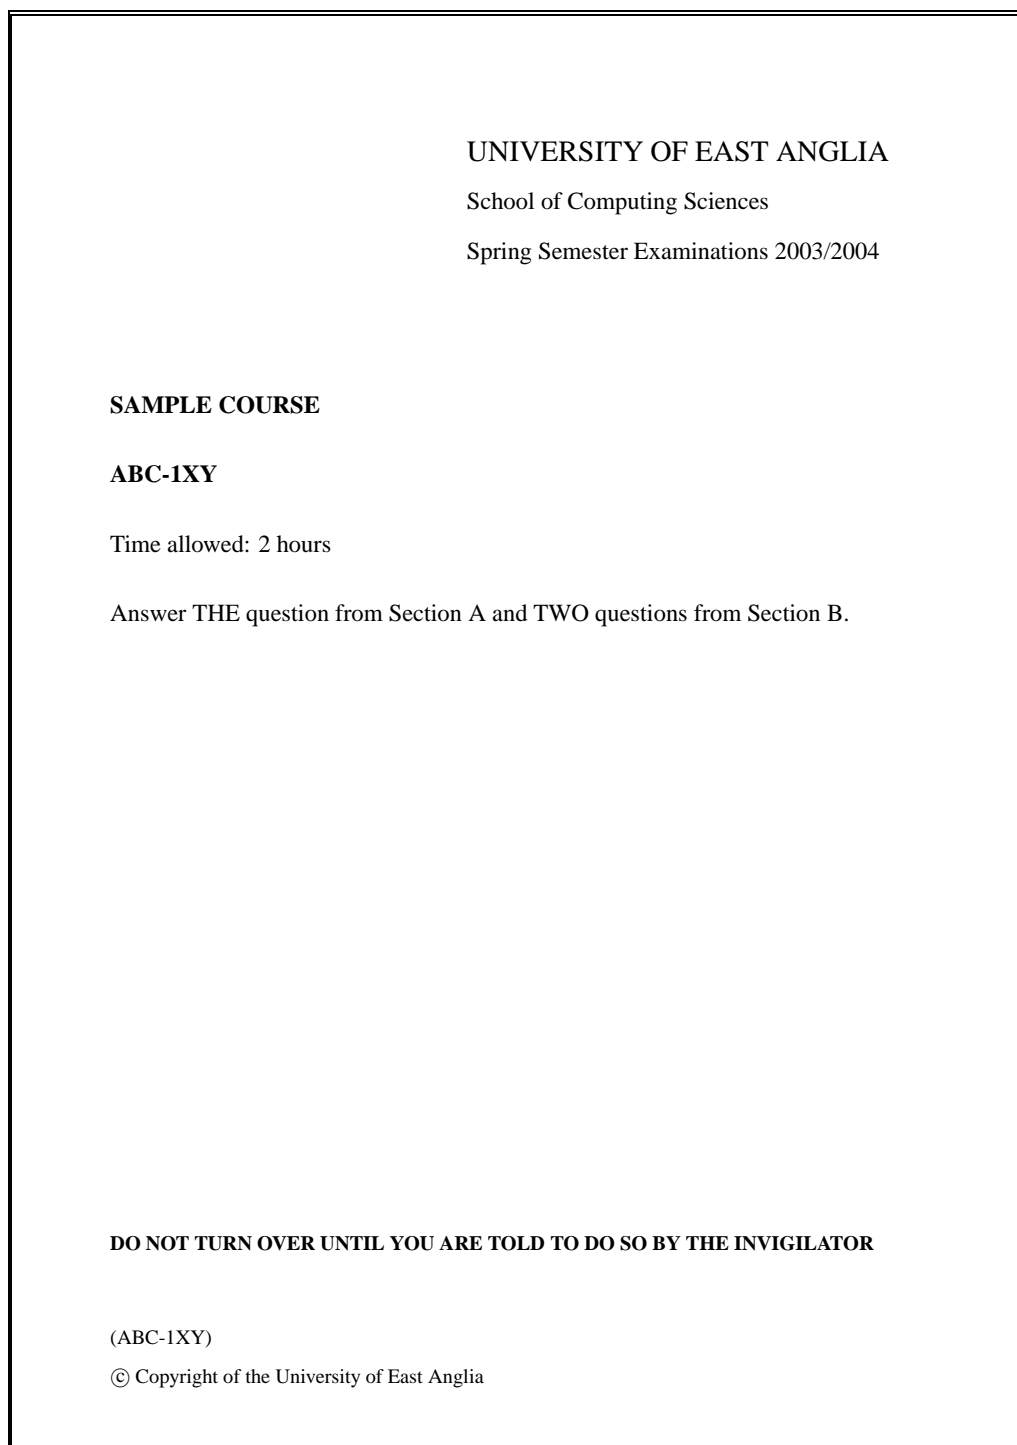 UNIVERSITY OF EAST ANGLIA
School of Computing Sciences
Spring Semester Examinations 2003/2004
SAMPLE COURSE
ABC-1XY
Time allowed: 2 hours
Answer THE question from Section A and TWO questions from Section B.
DO NOT TURN OVER UNTIL YOU ARE TOLD TO DO SO BY THE INVIGILATOR
(ABC-1XY)
© Copyright of the University of East Anglia